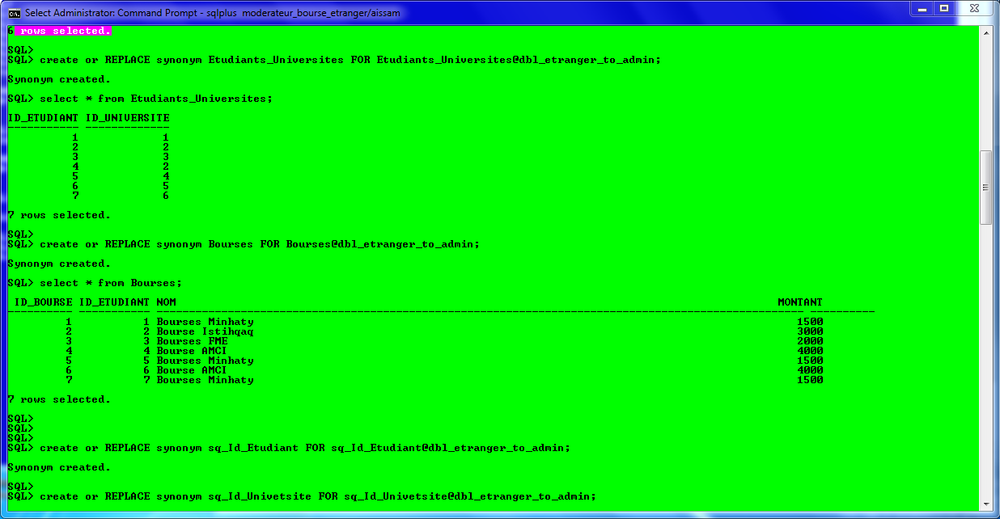 Select Administrator: Command Prompt - sqlplus moderateur_bourse_etranger/aissam
6 rows selected.
SQL>
SQL> create or REPLACE synonym Etudiants_Universites FOR Etudiants_Universites@dbl_etranger_to_admin;
Synonym created.
SQL> select * from Etudiants_Universites;
ID_ETUDIANT ID_UNIVERSITE
----------- -------------
1 1
2 2
3 3
4 2
5 4
6 5
7 6
7 rows selected.
SQL>
SQL> create or REPLACE synonym Bourses FOR Bourses@dbl_etranger_to_admin;
Synonym created.
SQL> select * from Bourses;
ID_BOURSE ID_ETUDIANT NOM MONTANT
---------- ----------- ---------------------------------------------------------------------------------------------------- ----------
1 1 Bourses Minhaty 1500
2 2 Bourse Istihqaq 3000
3 3 Bourses FME 2000
4 4 Bourse AMCI 4000
5 5 Bourses Minhaty 1500
6 6 Bourse AMCI 4000
7 7 Bourses Minhaty 1500
7 rows selected.
SQL>
SQL>
SQL>
SQL> create or REPLACE synonym sq_Id_Etudiant FOR sq_Id_Etudiant@dbl_etranger_to_admin;
Synonym created.
SQL>
SQL> create or REPLACE synonym sq_Id_Univetsite FOR sq_Id_Univetsite@dbl_etranger_to_admin;